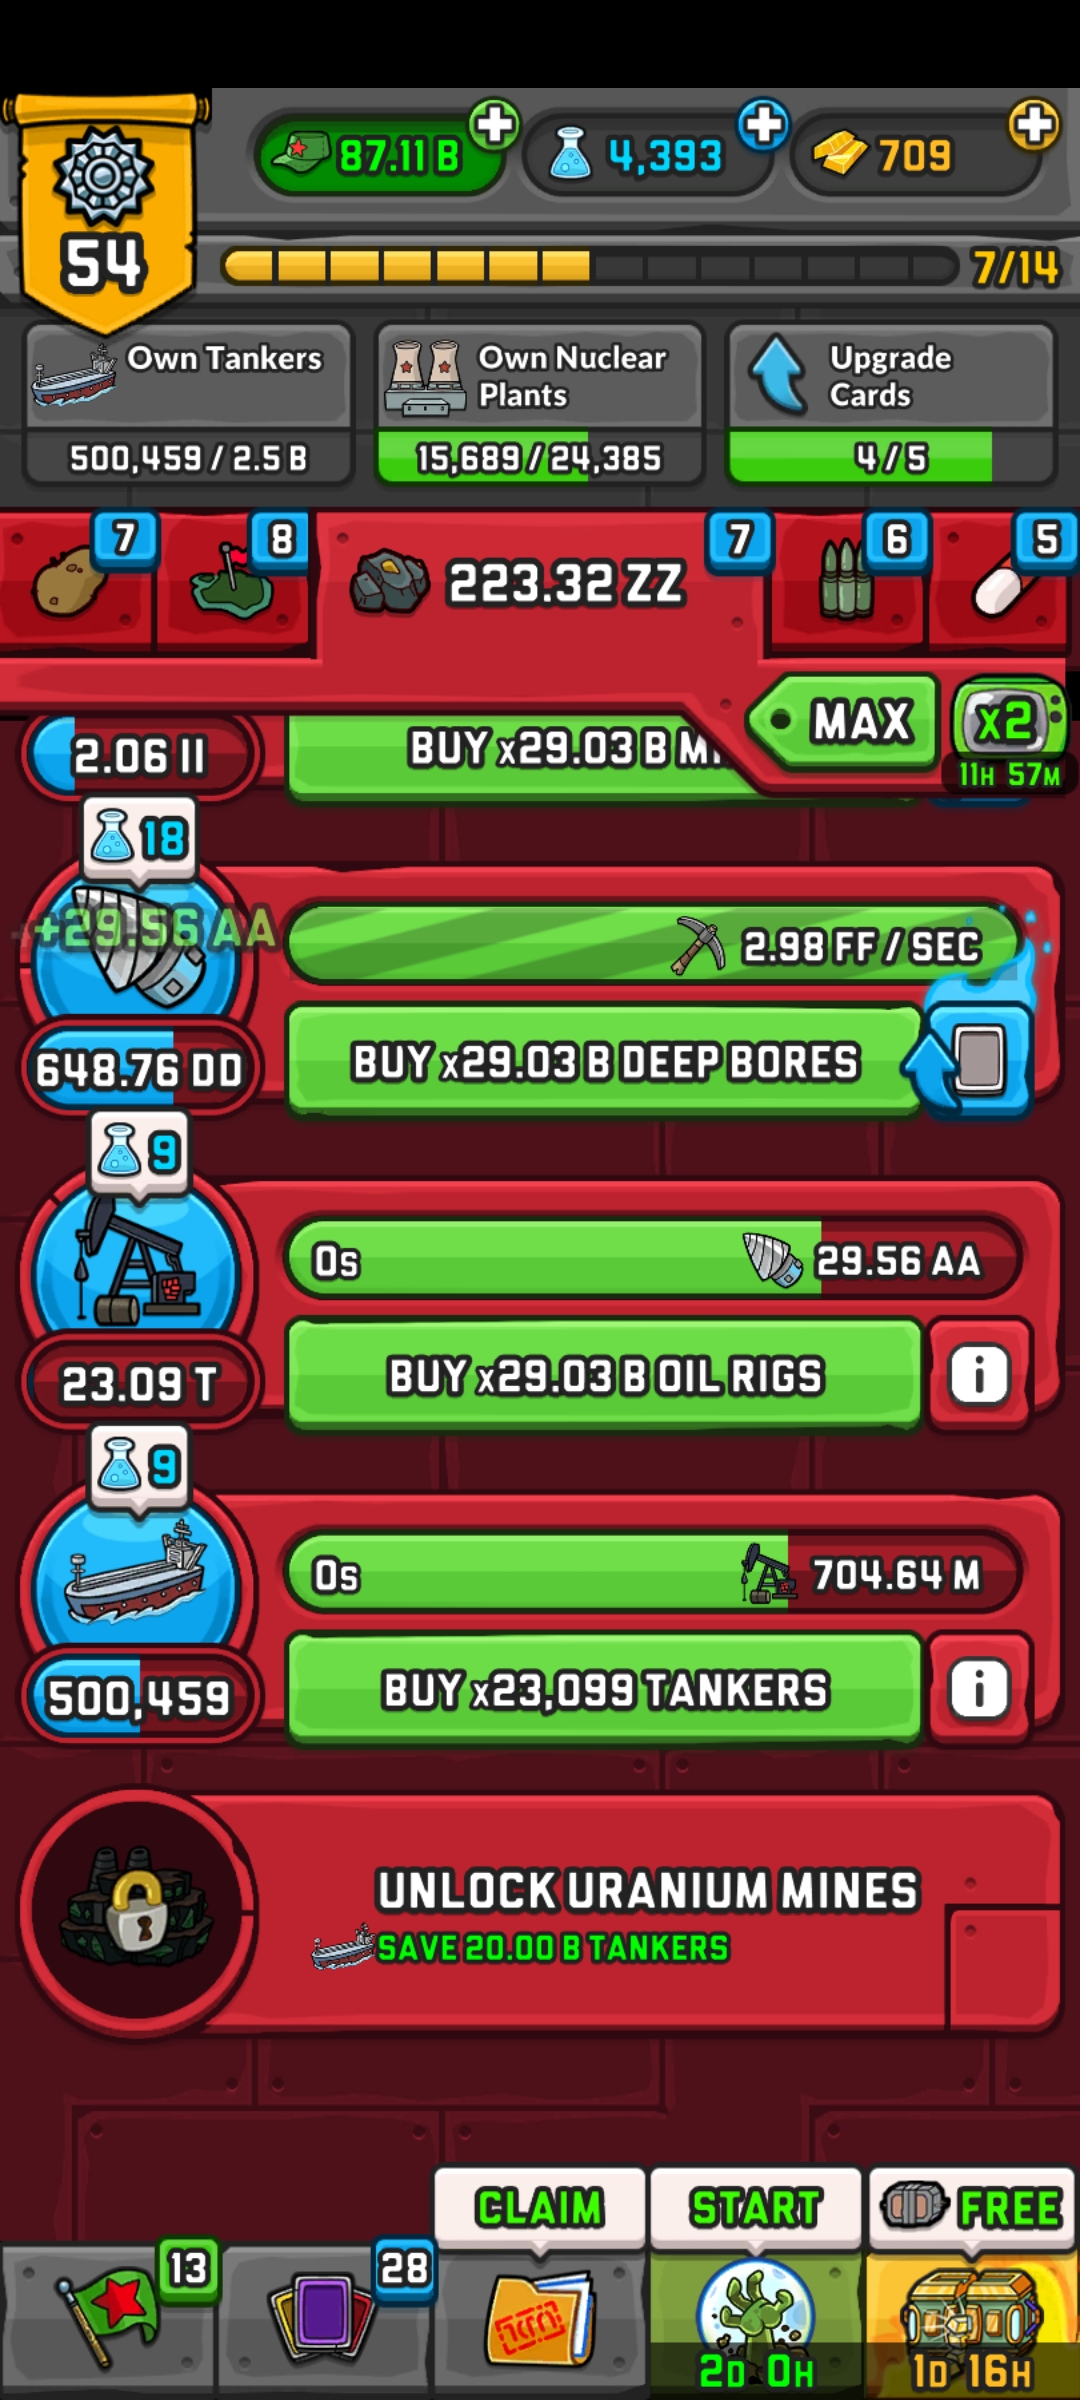 54
87.11 B
4,393
709
7/14
Own Tankers
500,459 / 2.5 B
Own Nuclear
Plants
15,689 / 24,385
Upgrade
Cards
4 / 5
7
8
223.32 ZZ
7
6
5
MAX
x2
11H 57M
2.06 II
BUY x29.03 B
18
+29.56 AA
2.98 FF / SEC
648.76 DD
BUY x29.03 B DEEP BORES
9
0s
29.56 AA
23.09 T
BUY x29.03 B OIL RIGS
i
9
0s
704.64 M
500,459
BUY x23,099 TANKERS
i
UNLOCK URANIUM MINES
SAVE 20.00 B TANKERS
CLAIM
START
FREE
13
28
2D 0H
1D 16H